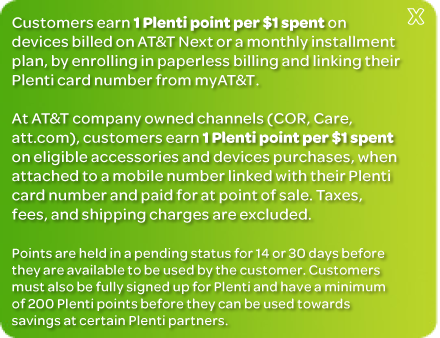 Customers earn 1 Plenti point per $1 spent on
devices billed on AT&T Next or a monthly installment
plan, by enrolling in paperless billing and linking their
Plenti card number from myAT&T.
At AT&T company owned channels (COR, Care,
att.com), customers earn 1 Plenti point per $1 spent
on eligible accessories and devices purchases, when
attached to a mobile number linked with their Plenti
card number and paid for at point of sale. Taxes,
fees, and shipping charges are excluded.
Points are held in a pending status for 14 or 30 days before
they are available to be used by the customer. Customers
must also be fully signed up for Plenti and have a minimum
of 200 Plenti points before they can be used towards
savings at certain Plenti partners.